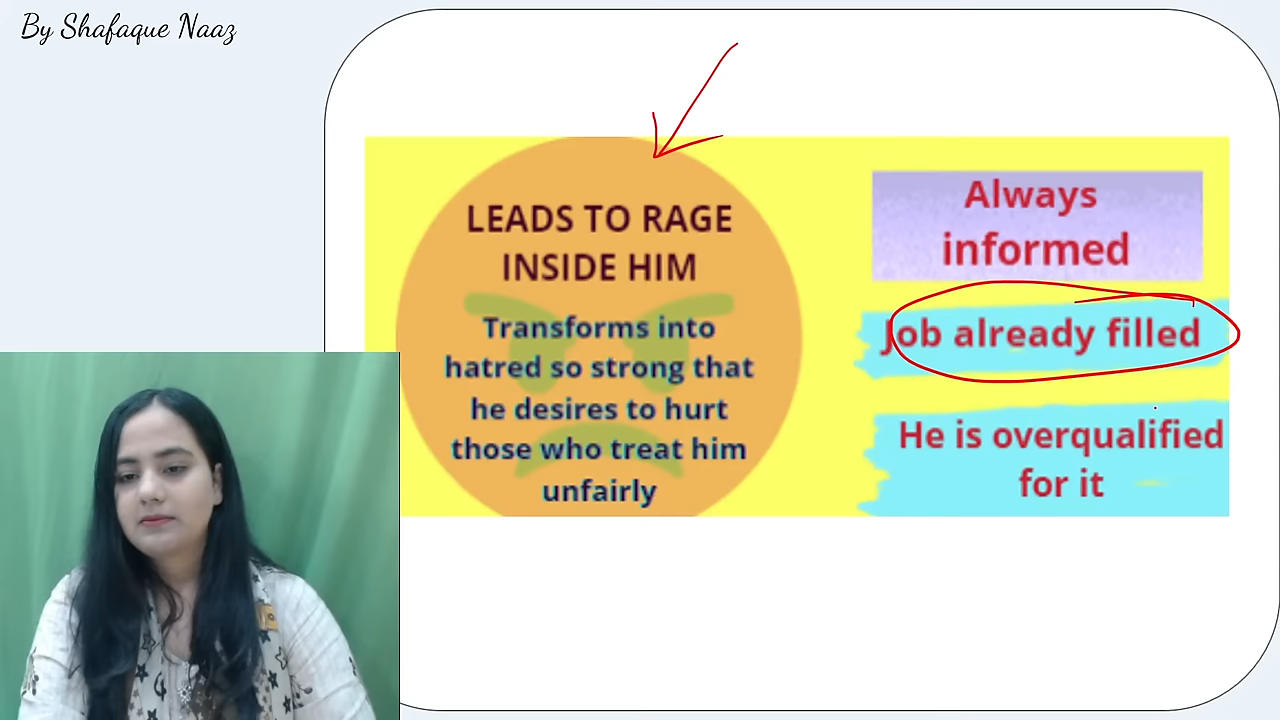 By Shafaque Naaz
LEADS TO RAGE
INSIDE HIM
Transforms into
hatred so strong that
he desires to hurt
those who treat him
unfairly
Always
informed
Job already filled
He is overqualified
for it